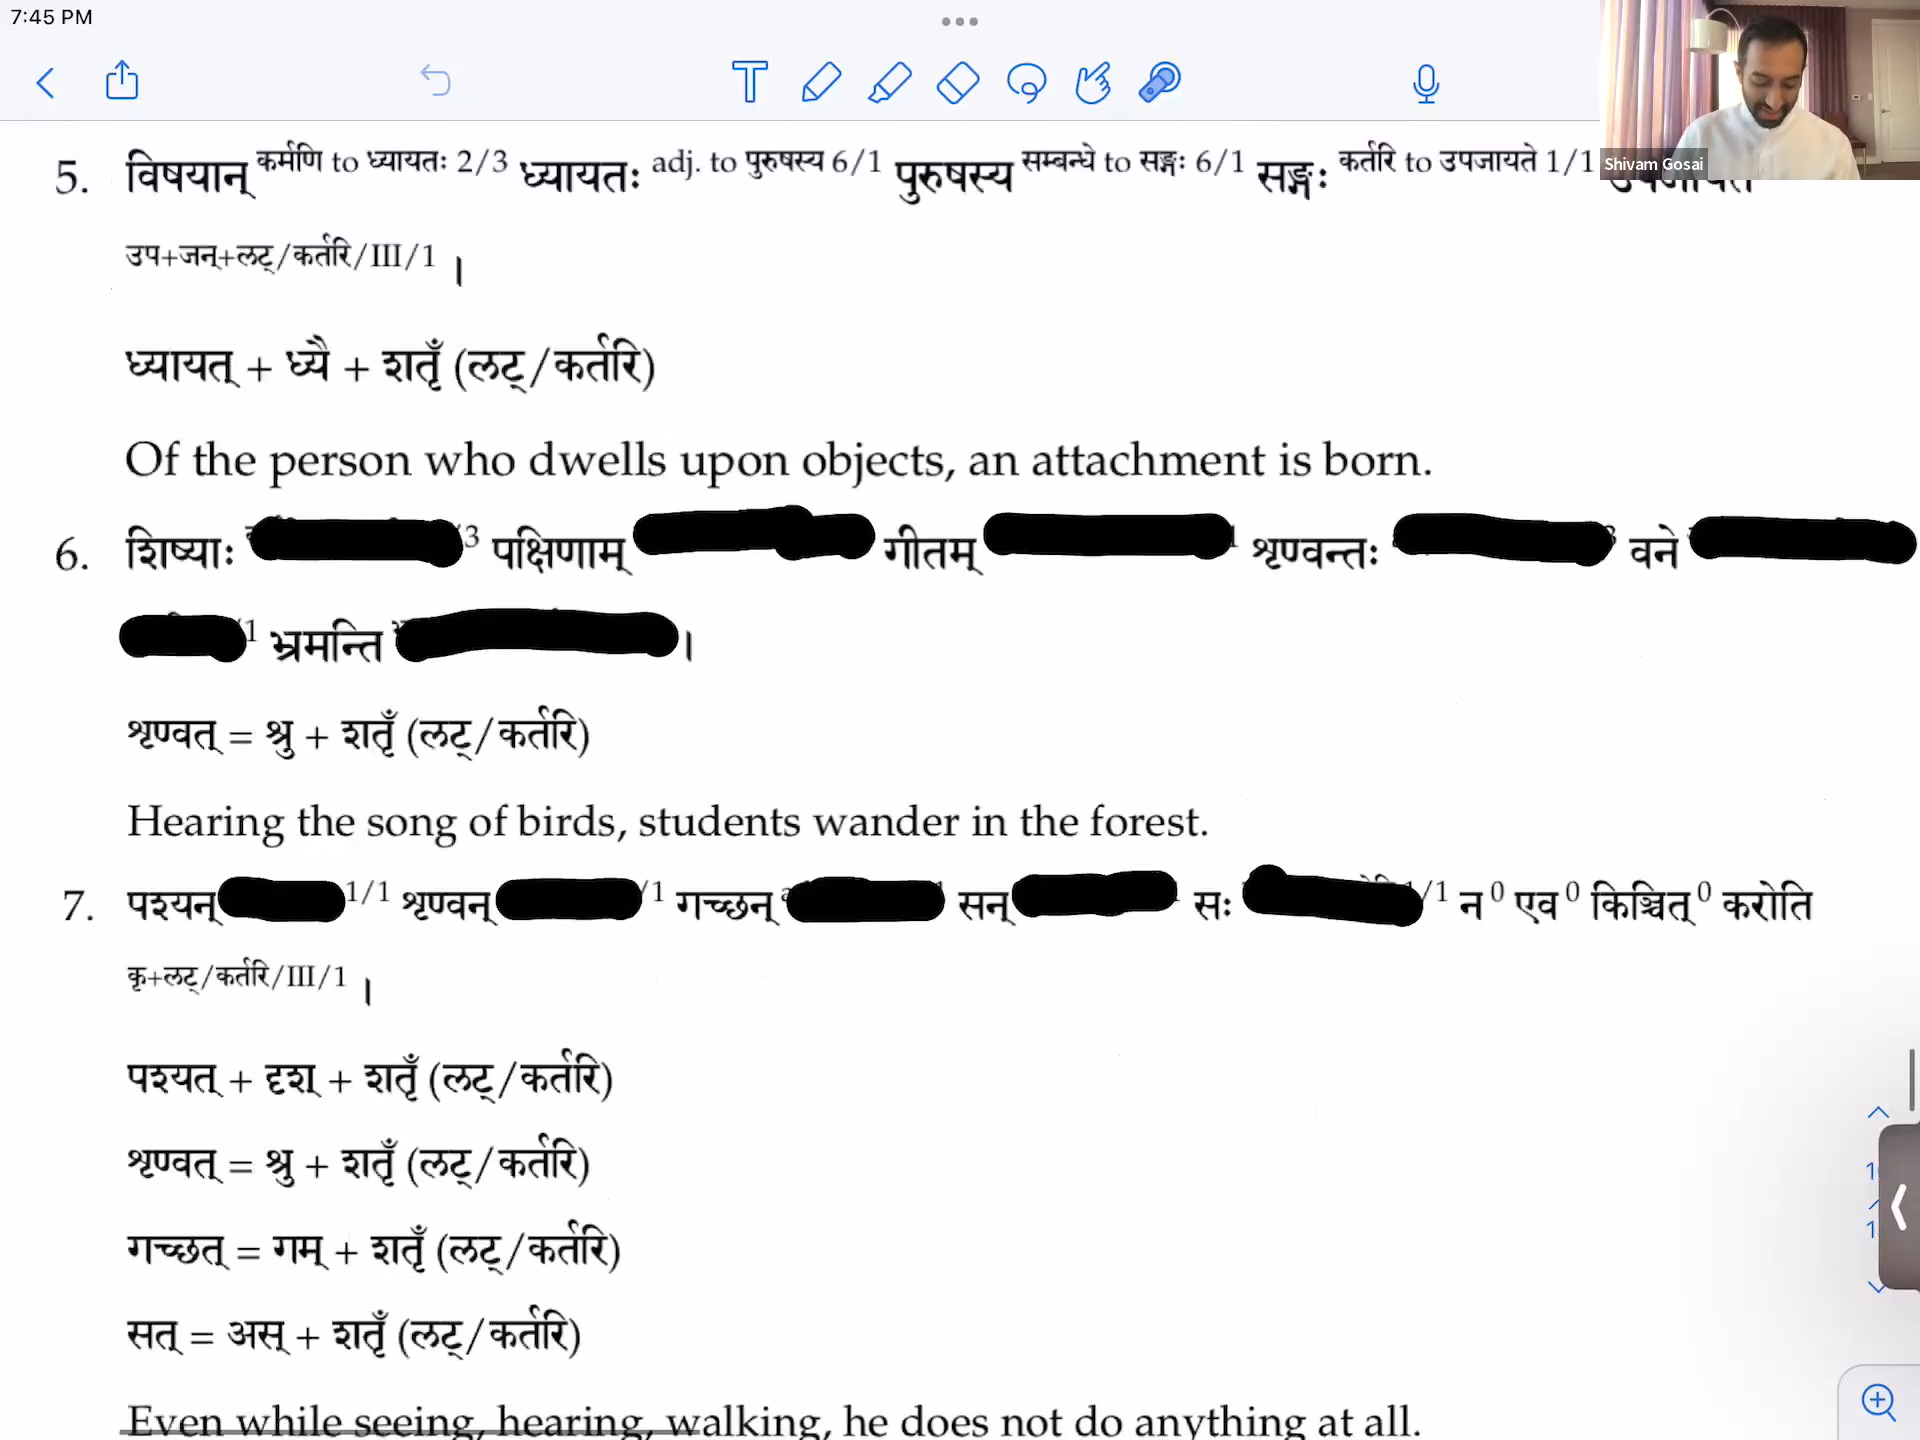 7:45 PM
Shivam Gosai
5. विषयान् कर्मणि to ध्यायतः 2/3 ध्यायतः adj. to पुरुषस्य 6/1 पुरुषस्य सम्बन्धे to सङ्गः 6/1 सङ्गः कर्तरि to उपजायते 1/1
उप+जन्+लट्/कर्तरि/III/1 |
ध्यायत् + ध्यै + शतृँ (लट्/कर्तरि)
Of the person who dwells upon objects, an attachment is born.
6. शिष्याः 3 पक्षिणाम् गीतम् 1 शृण्वन्तः 3 वने
/1 भ्रमन्ति |
शृण्वत् = श्रु + शतृँ (लट्/कर्तरि)
Hearing the song of birds, students wander in the forest.
7. पश्यन् 1/1 शृण्वन् /1 गच्छन् सन् सः /1 न 0 एव 0 किञ्चित् 0 करोति
कृ+लट्/कर्तरि/III/1 |
पश्यत् + दृश् + शतृँ (लट्/कर्तरि)
शृण्वत् = श्रु + शतृँ (लट्/कर्तरि)
गच्छत् = गम् + शतृँ (लट्/कर्तरि)
सत् = अस् + शतृँ (लट्/कर्तरि)
Even while seeing, hearing, walking, he does not do anything at all.